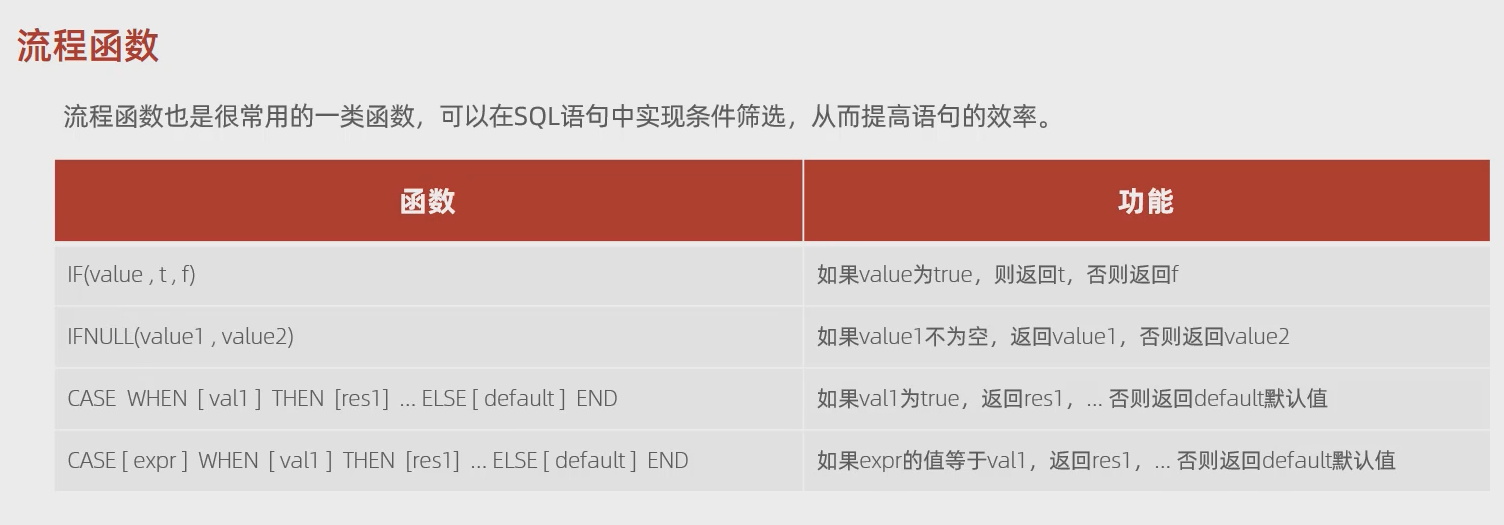 流程函数
流程函数也是很常用的一类函数，可以在SQL语句中实现条件筛选，从而提高语句的效率。
函数 功能
IF(value , t , f) 如果value为true，则返回t，否则返回f
IFNULL(value1 , value2) 如果value1不为空，返回value1，否则返回value2
CASE WHEN [ val1 ] THEN [res1] ... ELSE [ default ] END 如果val1为true，返回res1，... 否则返回default默认值
CASE [ expr ] WHEN [ val1 ] THEN [res1] ... ELSE [ default ] END 如果expr的值等于val1，返回res1，... 否则返回default默认值